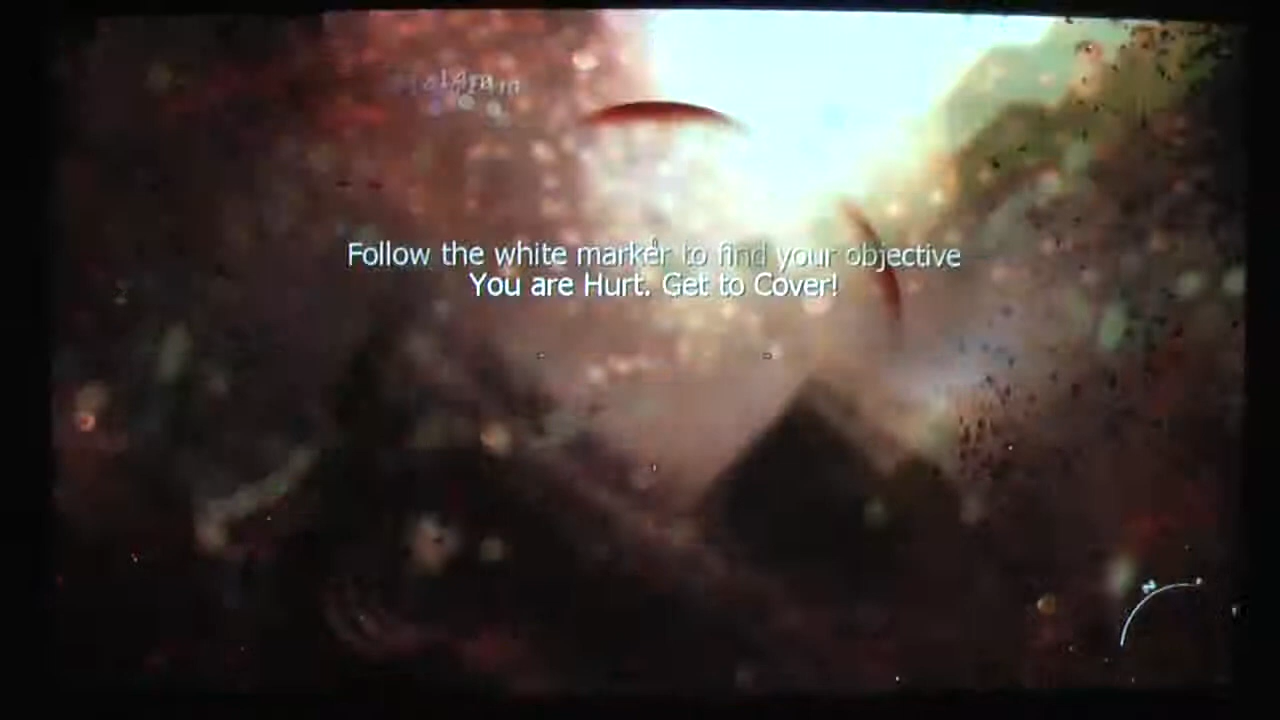 Follow the white marker to find your objective
You are Hurt. Get to Cover!